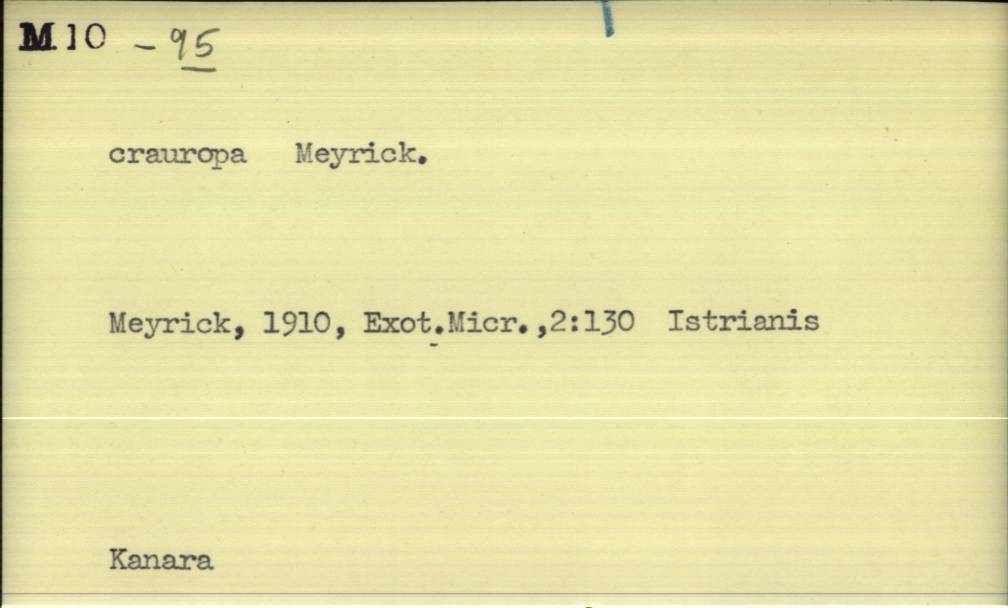 M 10 - 95
crauropa Meyrick.
Meyrick, 1910, Exot.Micr.,2:130 Istrianis
Kanara